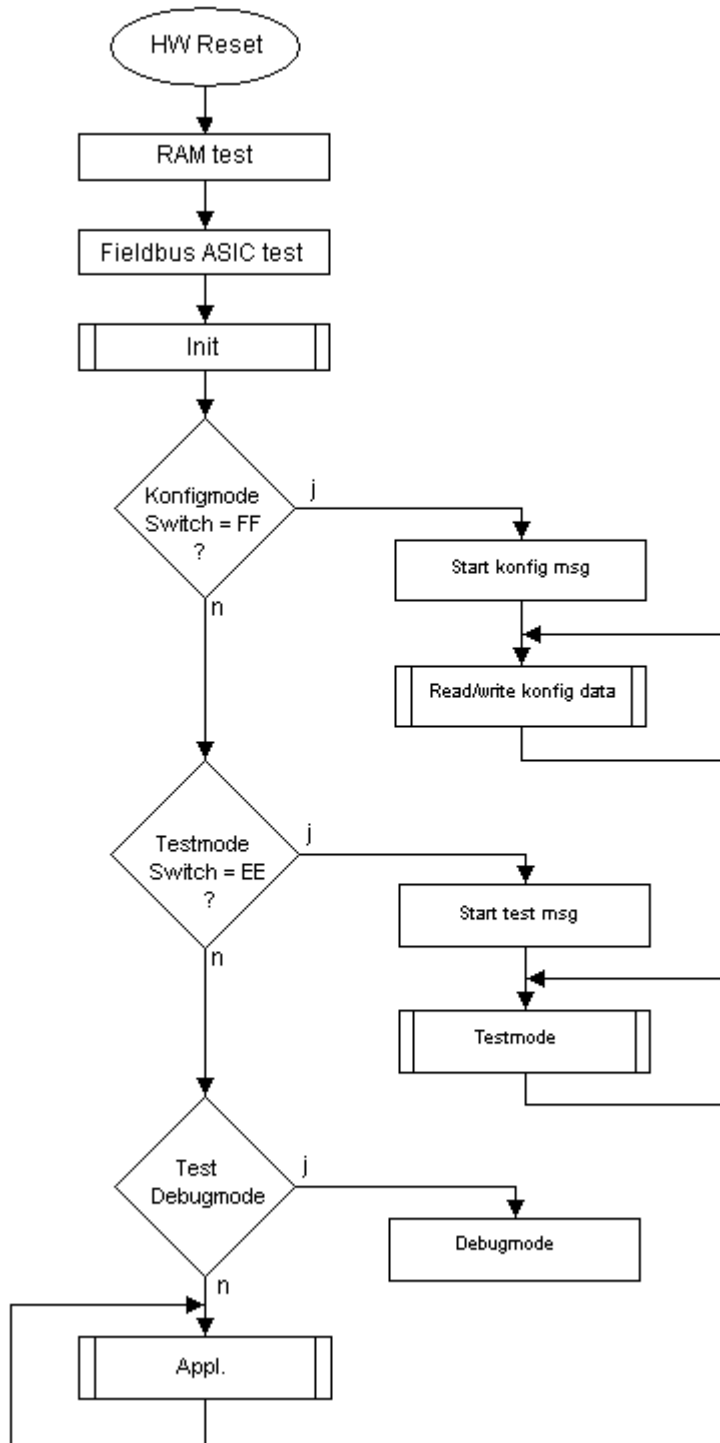 HW Reset
RAM test
Fieldbus ASIC test
Init
Konfigmode
Switch = FF
?
j
n
Start konfig msg
Read/write konfig data
Testmode
Switch = EE
?
j
n
Start test msg
Testmode
Test
Debugmode
j
n
Debugmode
Appl.